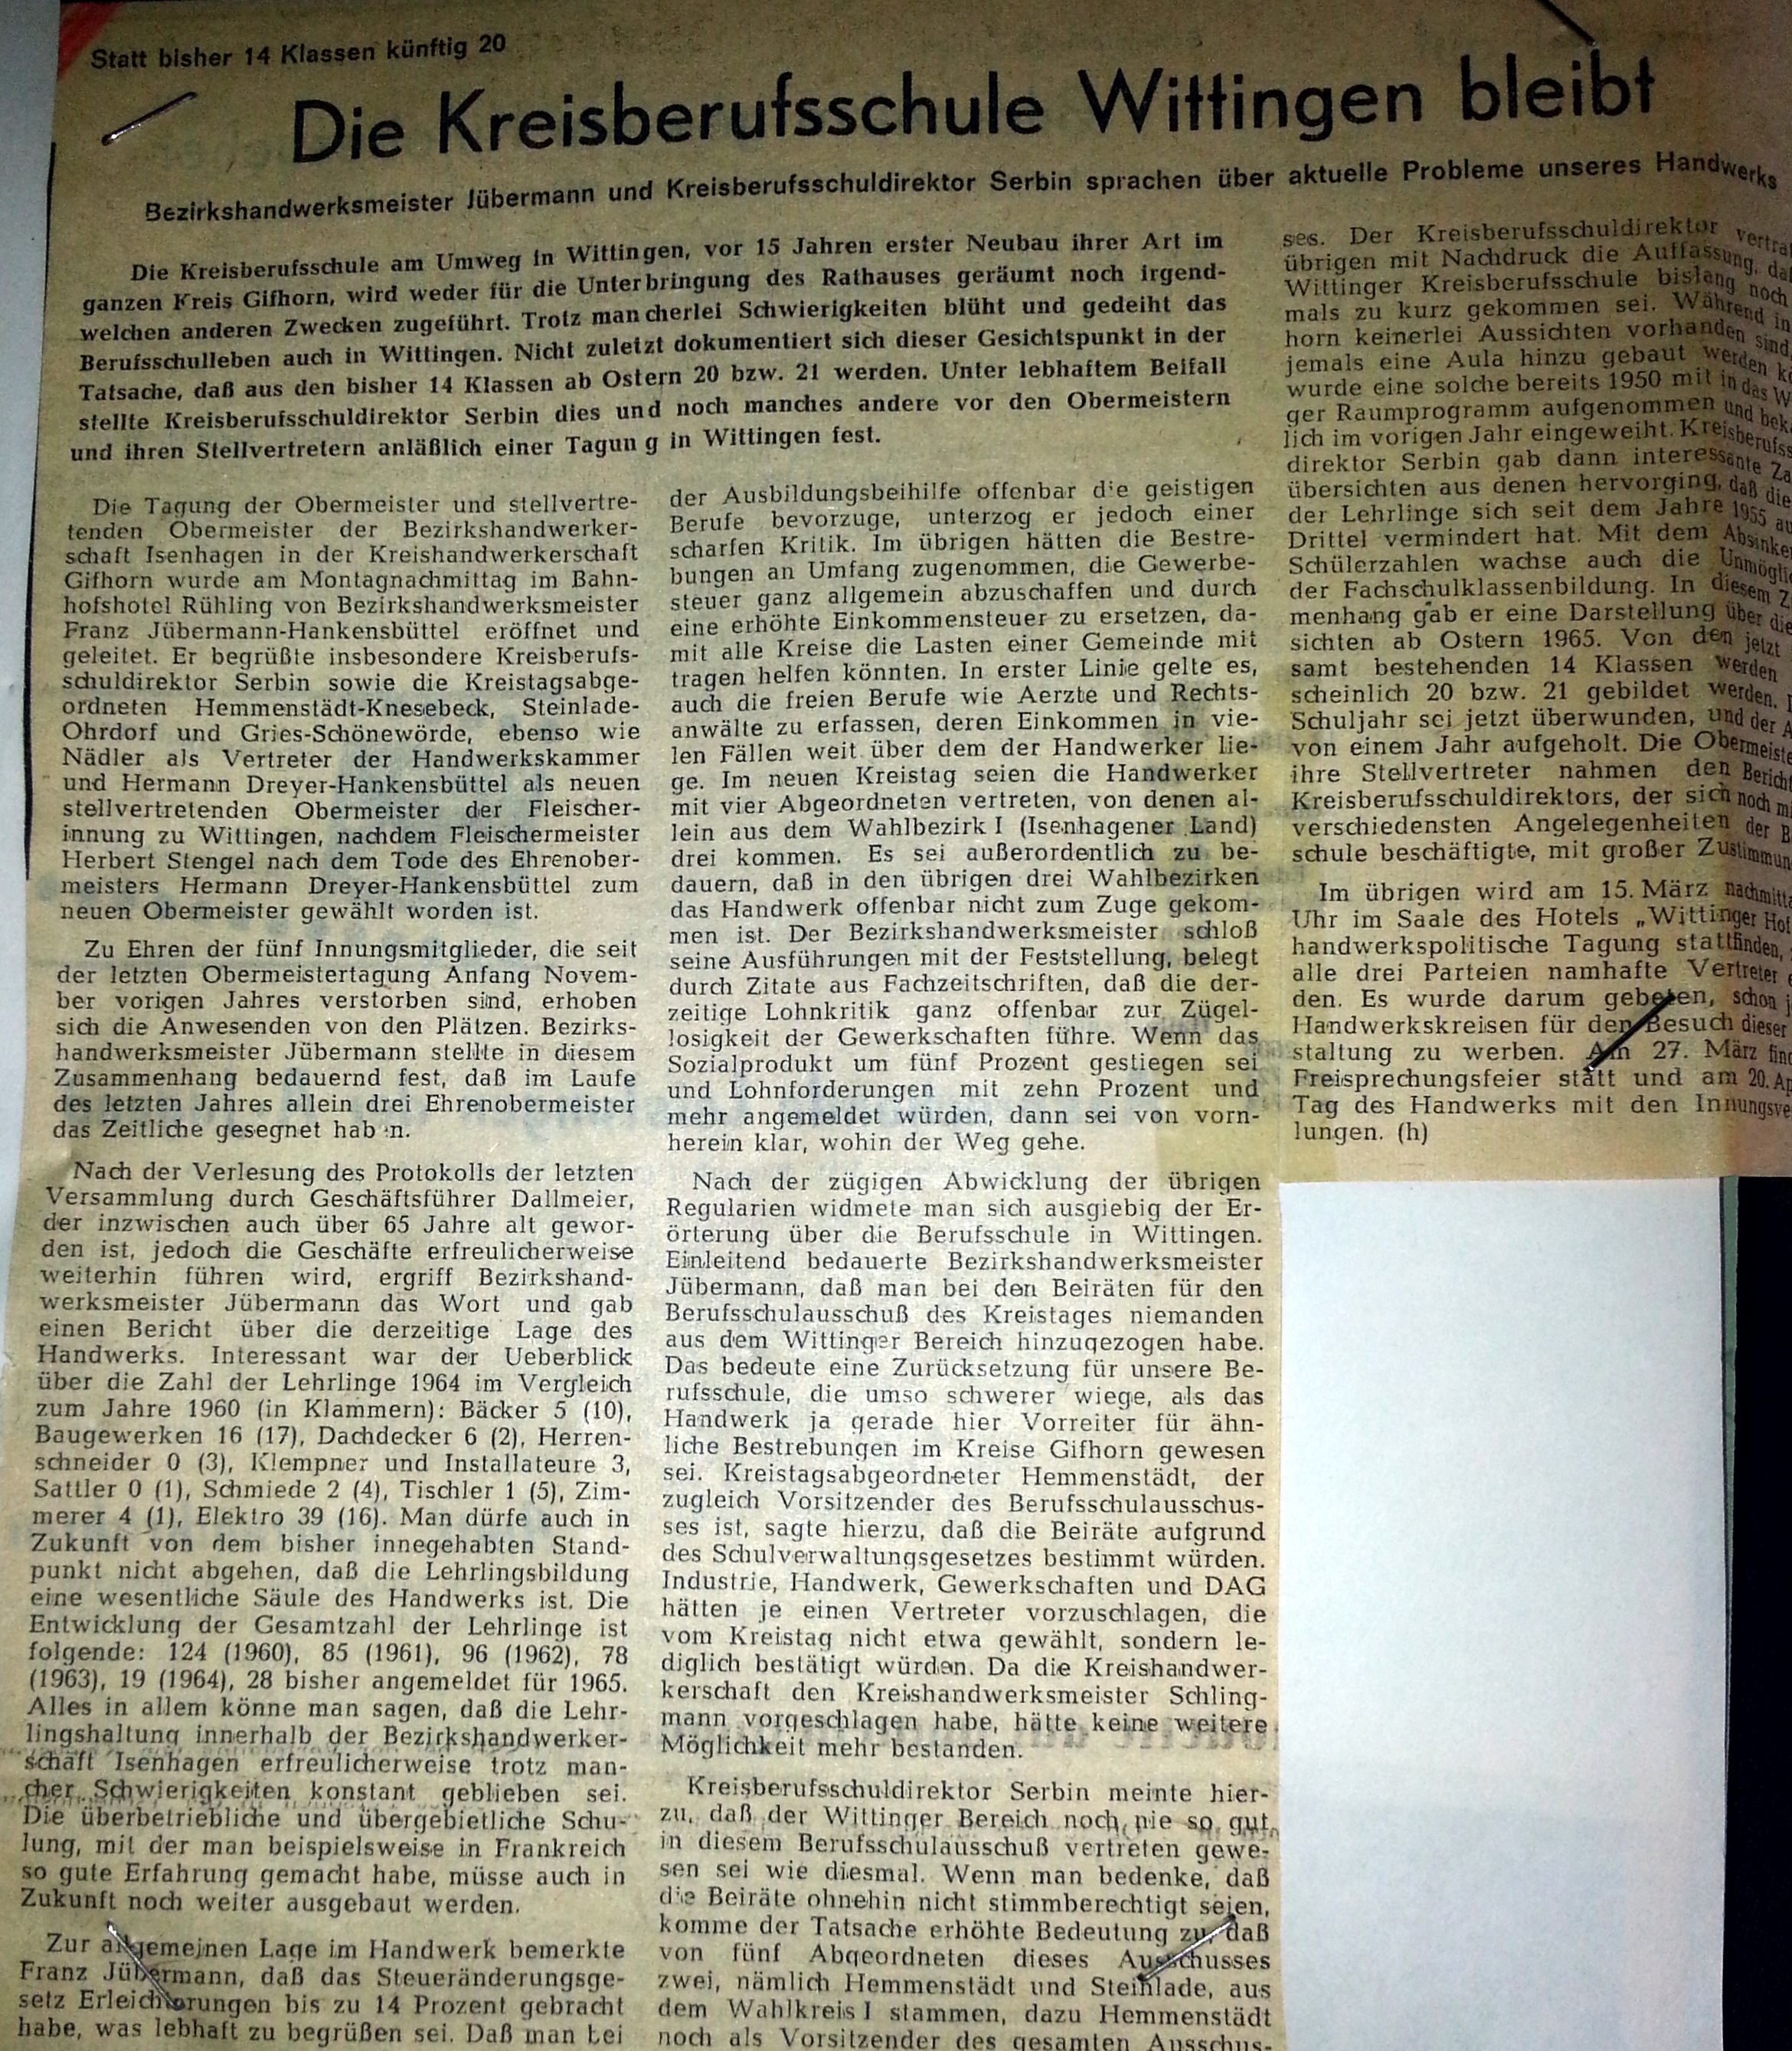 Statt bisher 14 Klassen künftig 20
Die Kreisberufsschule Wittingen bleibt
Bezirkshandwerksmeister Jübermann und Kreisberufsschuldirektor Serbin sprachen über aktuelle Probleme unseres Handwerks
Die Kreisberufsschule am Umweg in Wittingen, vor 15 Jahren erster Neubau ihrer Art im
ganzen Kreis Gifhorn, wird weder für die Unterbringung des Rathauses geräumt noch irgend-
welchen anderen Zwecken zugeführt. Trotz mancherlei Schwierigkeiten blüht und gedeiht das
Berufsschulleben auch in Wittingen. Nicht zuletzt dokumentiert sich dieser Gesichtspunkt in der
Tatsache, daß aus den bisher 14 Klassen ab Ostern 20 bzw. 21 werden. Unter lebhaftem Beifall
stellte Kreisberufsschuldirektor Serbin dies und noch manches andere vor den Obermeistern
und ihren Stellvertretern anläßlich einer Tagun g in Wittingen fest.
Die Tagung der Obermeister und stellvertre-
tenden Obermeister der Bezirkshandwerker-
schaft Isenhagen in der Kreishandwerkerschaft
Gifhorn wurde am Montagnachmittag im Bahn-
hofshotel Rühling von Bezirkshandwerksmeister
Franz Jübermann-Hankensbüttel eröffnet und
geleitet. Er begrüßte insbesondere Kreisberufs-
schuldirektor Serbin sowie die Kreistagsabge-
ordneten Hemmenstädt-Knesebeck, Steinlade-
Ohrdorf und Gries-Schönewörde, ebenso wie
Nädler als Vertreter der Handwerkskammer
und Hermann Dreyer-Hankensbüttel als neuen
stellvertretenden Obermeister der Fleischer-
innung zu Wittingen, nachdem Fleischermeister
Herbert Stengel nach dem Tode des Ehrenober-
meisters Hermann Dreyer-Hankensbüttel zum
neuen Obermeister gewählt worden ist.
Zu Ehren der fünf Innungsmitglieder, die seit
der letzten Obermeistertagung Anfang Novem-
ber vorigen Jahres verstorben sind, erhoben
sich die Anwesenden von den Plätzen. Bezirks-
handwerksmeister Jübermann stellte in diesem
Zusammenhang bedauernd fest, daß im Laufe
des letzten Jahres allein drei Ehrenobermeister
das Zeitliche gesegnet haben.
Nach der Verlesung des Protokolls der letzten
Versammlung durch Geschäftsführer Dallmeier,
der inzwischen auch über 65 Jahre alt gewor-
den ist, jedoch die Geschäfte erfreulicherweise
weiterhin führen wird, ergriff Bezirkshand-
werksmeister Jübermann das Wort und gab
einen Bericht über die derzeitige Lage des
Handwerks. Interessant war der Ueberblick
über die Zahl der Lehrlinge 1964 im Vergleich
zum Jahre 1960 (in Klammern): Bäcker 5 (10),
Baugewerken 16 (17), Dachdecker 6 (2), Herren-
schneider 0 (3), Klempner und Installateure 3,
Sattler 0 (1), Schmiede 2 (4), Tischler 1 (5), Zim-
merer 4 (1), Elektro 39 (16). Man dürfe auch in
Zukunft von dem bisher innegehabten Stand-
punkt nicht abgehen, daß die Lehrlingsbildung
eine wesentliche Säule des Handwerks ist. Die
Entwicklung der Gesamtzahl der Lehrlinge ist
folgende: 124 (1960), 85 (1961), 96 (1962), 78
(1963), 19 (1964), 28 bisher angemeldet für 1965.
Alles in allem könne man sagen, daß die Lehr-
lingshaltung innerhalb der Bezirkshandwerker-
schaft Isenhagen erfreulicherweise trotz man-
cher Schwierigkeiten konstant geblieben sei.
Die überbetriebliche und übergebietliche Schu-
lung, mit der man beispielsweise in Frankreich
so gute Erfahrung gemacht habe, müsse auch in
Zukunft noch weiter ausgebaut werden.
Zur allgemeinen Lage im Handwerk bemerkte
Franz Jübermann, daß das Steueränderungsge-
setz Erleichterungen bis zu 14 Prozent gebracht
habe, was lebhaft zu begrüßen sei. Daß man bei
der Ausbildungsbeihilfe offenbar die geistigen
Berufe bevorzuge, unterzog er jedoch einer
scharfen Kritik. Im übrigen hätten die Bestre-
bungen an Umfang zugenommen, die Gewerbe-
steuer ganz allgemein abzuschaffen und durch
eine erhöhte Einkommensteuer zu ersetzen, da-
mit alle Kreise die Lasten einer Gemeinde mit
tragen helfen könnten. In erster Linie gelte es,
auch die freien Berufe wie Aerzte und Rechts-
anwälte zu erfassen, deren Einkommen in vie-
len Fällen weit über dem der Handwerker lie-
ge. Im neuen Kreistag seien die Handwerker
mit vier Abgeordneten vertreten, von denen al-
lein aus dem Wahlbezirk I (Isenhagener Land)
drei kommen. Es sei außerordentlich zu be-
dauern, daß in den übrigen drei Wahlbezirken
das Handwerk offenbar nicht zum Zuge gekom-
men ist. Der Bezirkshandwerksmeister schloß
seine Ausführungen mit der Feststellung, belegt
durch Zitate aus Fachzeitschriften, daß die der-
zeitige Lohnkritik ganz offenbar zur Zügel-
losigkeit der Gewerkschaften führe. Wenn das
Sozialprodukt um fünf Prozent gestiegen sei
und Lohnforderungen mit zehn Prozent und
mehr angemeldet würden, dann sei von vorn-
herein klar, wohin der Weg gehe.
Nach der zügigen Abwicklung der übrigen
Regularien widmete man sich ausgiebig der Er-
örterung über die Berufsschule in Wittingen.
Einleitend bedauerte Bezirkshandwerksmeister
Jübermann, daß man bei den Beiräten für den
Berufsschulausschuß des Kreistages niemanden
aus dem Wittinger Bereich hinzugezogen habe.
Das bedeute eine Zurücksetzung für unsere Be-
rufsschule, die umso schwerer wiege, als das
Handwerk ja gerade hier Vorreiter für ähn-
liche Bestrebungen im Kreise Gifhorn gewesen
sei. Kreistagsabgeordneter Hemmenstädt, der
zugleich Vorsitzender des Berufsschulausschus-
ses ist, sagte hierzu, daß die Beiräte aufgrund
des Schulverwaltungsgesetzes bestimmt würden.
Industrie, Handwerk, Gewerkschaften und DAG
hätten je einen Vertreter vorzuschlagen, die
vom Kreistag nicht etwa gewählt, sondern le-
diglich bestätigt würden. Da die Kreishandwer-
kerschaft den Kreishandwerksmeister Schling-
mann vorgeschlagen habe, hätte keine weitere
Möglichkeit mehr bestanden.
Kreisberufsschuldirektor Serbin meinte hier-
zu, daß der Wittinger Bereich noch nie so gut
in diesem Berufsschulausschuß vertreten gewe-
sen sei wie diesmal. Wenn man bedenke, daß
die Beiräte ohnehin nicht stimmberechtigt seien,
komme der Tatsache erhöhte Bedeutung zu, daß
von fünf Abgeordneten dieses Ausschusses
zwei, nämlich Hemmenstädt und Steinlade, aus
dem Wahlkreis I stammen, dazu Hemmenstädt
noch als Vorsitzender des gesamten Ausschus-
ses. Der Kreisberufsschuldirektor vertrat
übrigen mit Nachdruck die Auffassung, daß
Wittinger Kreisberufsschule bislang noch
mals zu kurz gekommen sei. Während in
horn keinerlei Aussichten vorhanden sind,
jemals eine Aula hinzu gebaut werden
wurde eine solche bereits 1950 mit in das
ger Raumprogramm aufgenommen und
lich im vorigen Jahr eingeweiht. Kreisberufss
direktor Serbin gab dann interessante
übersichten aus denen hervorging, daß die
der Lehrlinge sich seit dem Jahre 1955
Drittel vermindert hat. Mit dem Absinken
Schülerzahlen wachse auch die Unmöglic
der Fachschulklassenbildung. In diesem
menhang gab er eine Darstellung über die
sichten ab Ostern 1965. Von den jetzt
samt bestehenden 14 Klassen werden
scheinlich 20 bzw. 21 gebildet werden.
Schuljahr sei jetzt überwunden, und der
von einem Jahr aufgeholt. Die Obermeiste
ihre Stellvertreter nahmen den Bericht
Kreisberufsschuldirektors, der sich noch
verschiedensten Angelegenheiten der
schule beschäftigte, mit großer Zustimmun
Im übrigen wird am 15. März nachmitta
Uhr im Saale des Hotels „Wittinger Hof
handwerkspolitische Tagung stattfinden,
alle drei Parteien namhafte Vertreter
den. Es wurde darum gebeten, schon
Handwerkskreisen für den Besuch dieser
staltung zu werben. Am 27. März
Freisprechungsfeier statt und am 20. Ap
Tag des Handwerks mit den Innungsve
lungen. (h)